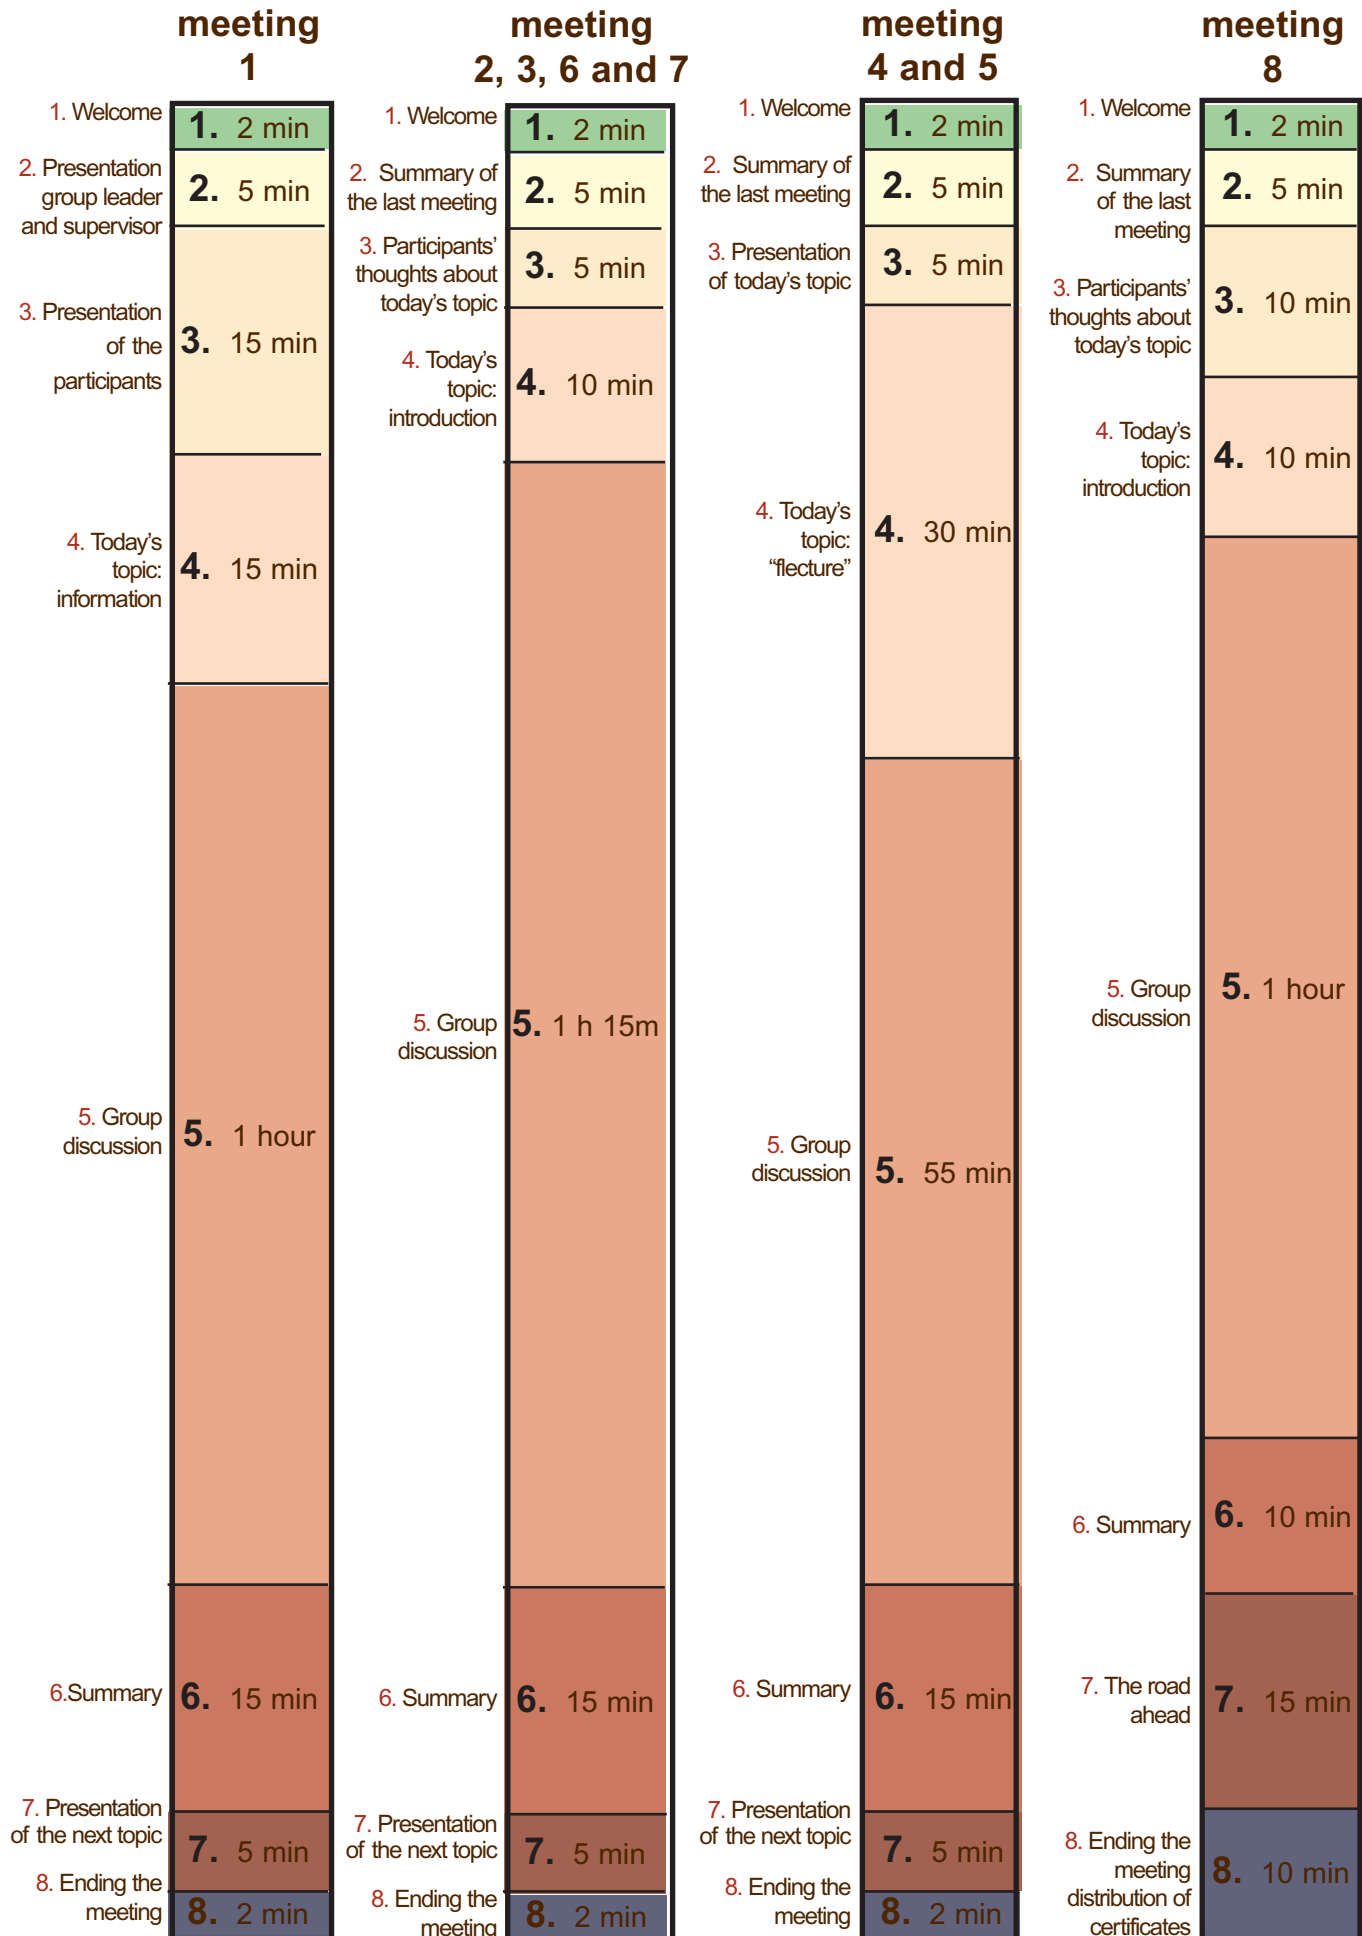 meeting
1
1. Welcome
1. 2 min
2. Presentation
group leader
and supervisor
2. 5 min
3. Presentation
of the
participants
3. 15 min
4. Today's
topic:
information
4. 15 min
5. Group
discussion
5. 1 hour
6.Summary
6. 15 min
7. Presentation
of the next topic
7. 5 min
8. Ending the
meeting
8. 2 min
meeting
2, 3, 6 and 7
1. Welcome
1. 2 min
2. Summary of
the last meeting
2. 5 min
3. Participants'
thoughts about
today's topic
3. 5 min
4. Today's
topic:
introduction
4. 10 min
5. Group
discussion
5. 1 h 15m
6. Summary
6. 15 min
7. Presentation
of the next topic
7. 5 min
8. Ending the
meeting
8. 2 min
meeting
4 and 5
1. Welcome
1. 2 min
2. Summary of
the last meeting
2. 5 min
3. Presentation
of today's topic
3. 5 min
4. Today's
topic:
“flecture”
4. 30 min
5. Group
discussion
5. 55 min
6. Summary
6. 15 min
7. Presentation
of the next topic
7. 5 min
8. Ending the
meeting
8. 2 min
meeting
8
1. Welcome
1. 2 min
2. Summary
of the last
meeting
2. 5 min
3. Participants'
thoughts about
today's topic
3. 10 min
4. Today's
topic:
introduction
4. 10 min
5. Group
discussion
5. 1 hour
6. Summary
6. 10 min
7. The road
ahead
7. 15 min
8. Ending the
meeting
distribution of
certificates
8. 10 min